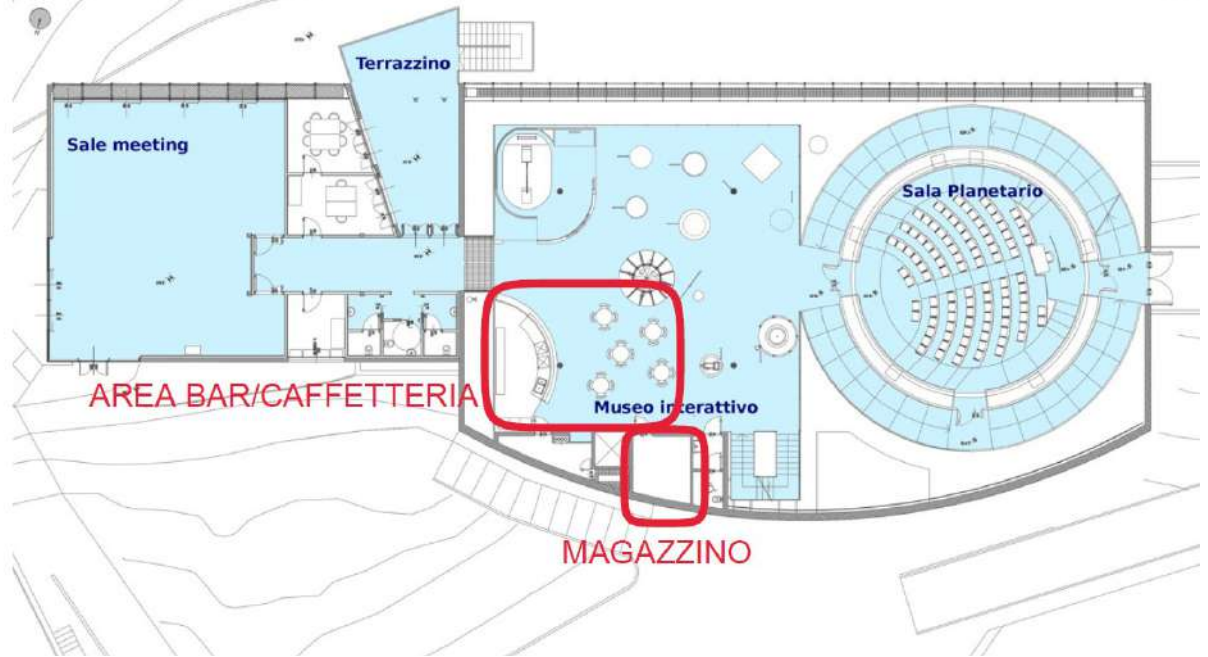 Terrazzino
Sale meeting
Sala Planetario
AREA BAR/CAFFETTERIA
Museo interattivo
MAGAZZINO